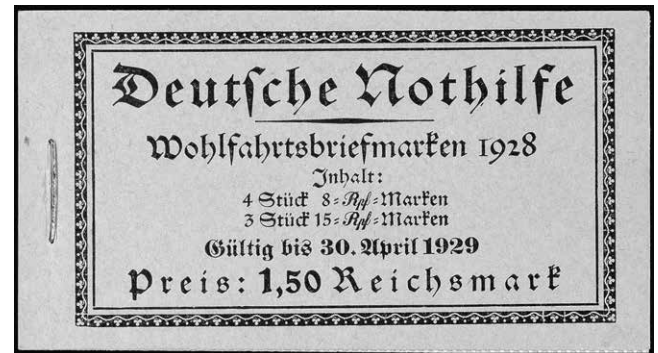 Deutſche Nothilfe
Wohlfahrtsbriefmarken 1928
Inhalt:
4 Stück 8=Rpf=Marken
3 Stück 15=Rpf=Marken
Gültig bis 30. April 1929
Preis: 1,50 Reichsmark